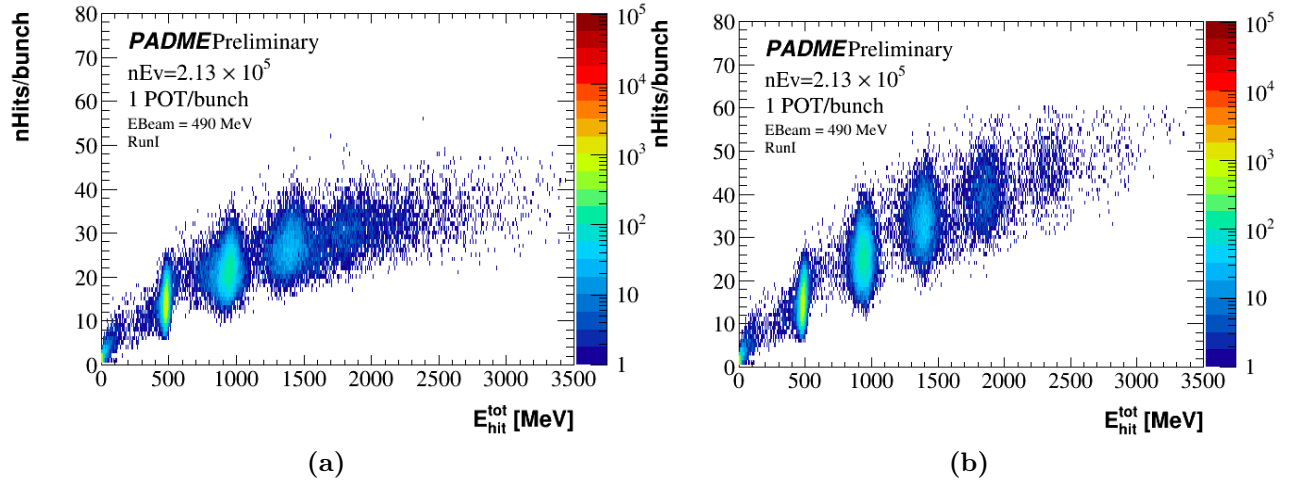 nHits/bunch
80
70
60
50
40
30
20
10
0
PADME Preliminary
nEv=2.13 × 10^5
1 POT/bunch
EBeam = 490 MeV
RunI
0 500 1000 1500 2000 2500 3000 3500
E_hit^tot [MeV]
10^5
10^4
10^3
10^2
10
1
(a)
nHits/bunch
80
70
60
50
40
30
20
10
0
PADME Preliminary
nEv=2.13 × 10^5
1 POT/bunch
EBeam = 490 MeV
RunI
0 500 1000 1500 2000 2500 3000 3500
E_hit^tot [MeV]
10^5
10^4
10^3
10^2
10
1
(b)